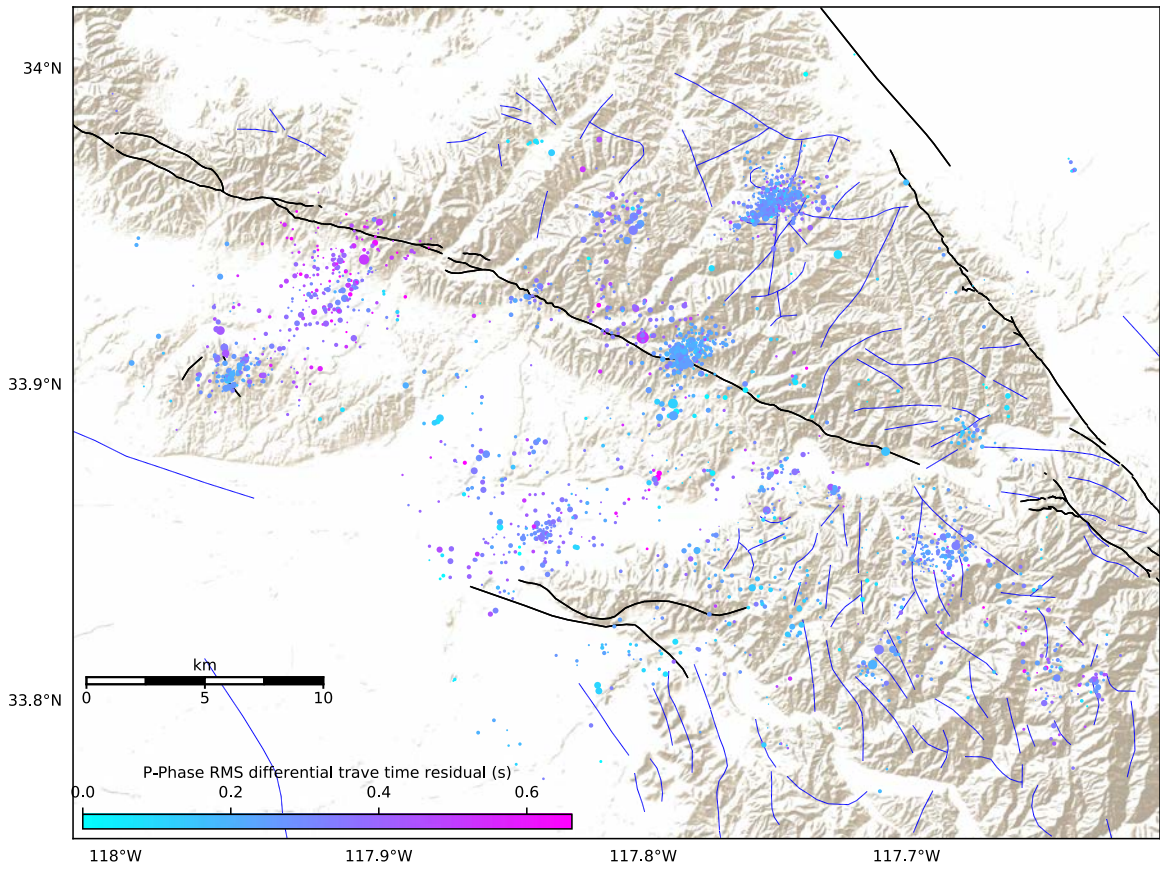 34°N
33.9°N
33.8°N
km
0 5 10
P-Phase RMS differential trave time residual (s)
0.0 0.2 0.4 0.6
118°W 117.9°W 117.8°W 117.7°W